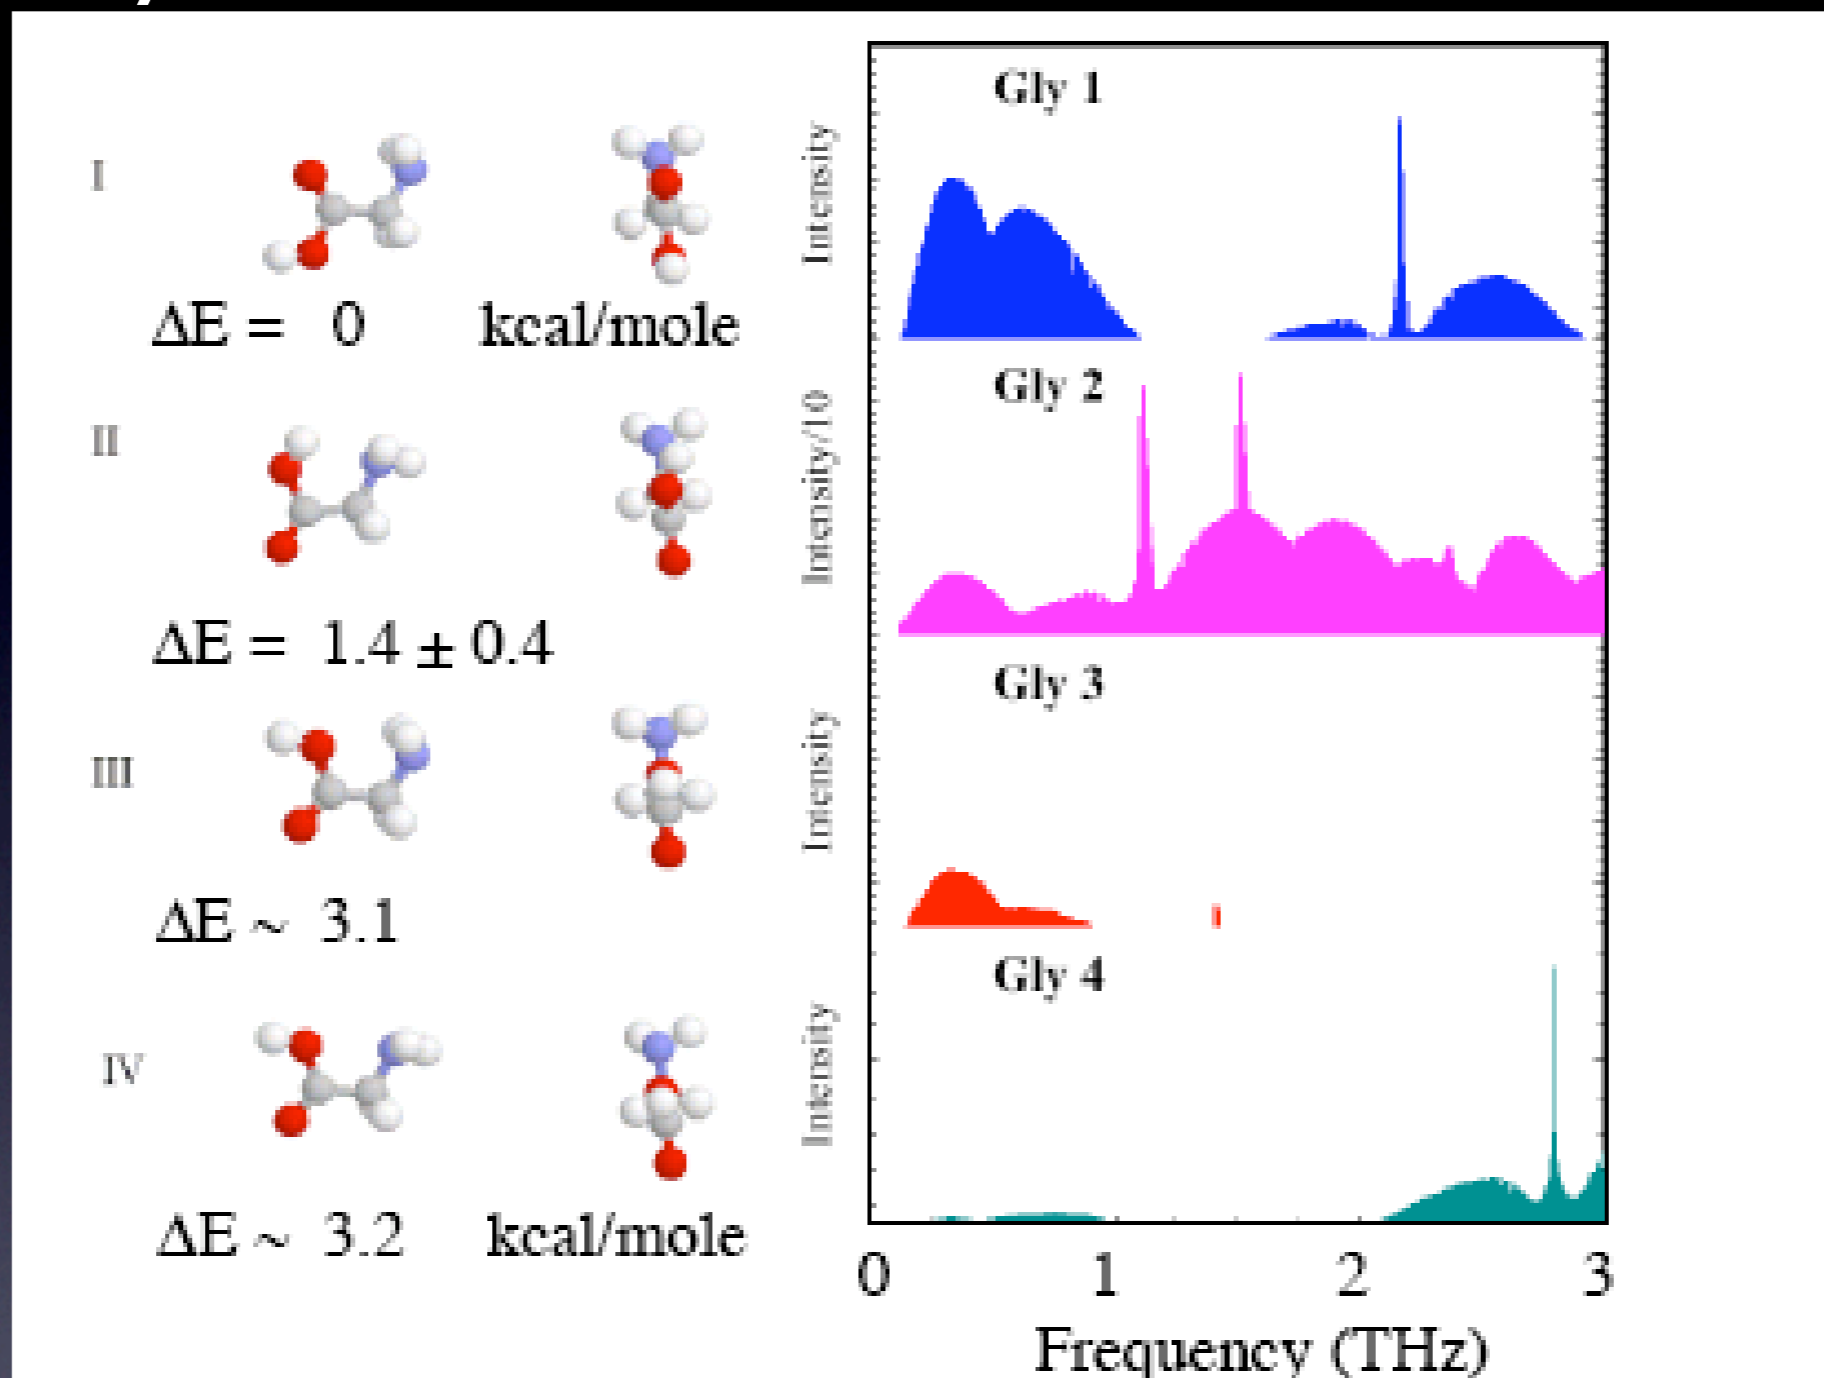 I
ΔE = 0 kcal/mole
II
ΔE = 1.4 ± 0.4
III
ΔE ~ 3.1
IV
ΔE ~ 3.2 kcal/mole
Gly 1
Intensity
Gly 2
Intensity/10
Gly 3
Intensity
Gly 4
Intensity
0 1 2 3
Frequency (THz)